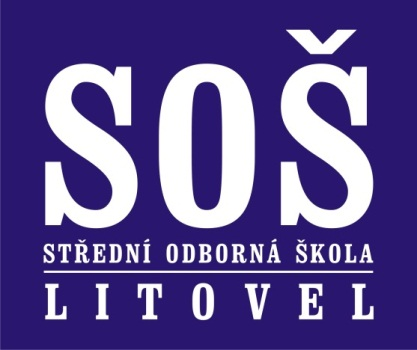 SOŠ
STŘEDNÍ ODBORNÁ ŠKOLA
LITOVEL